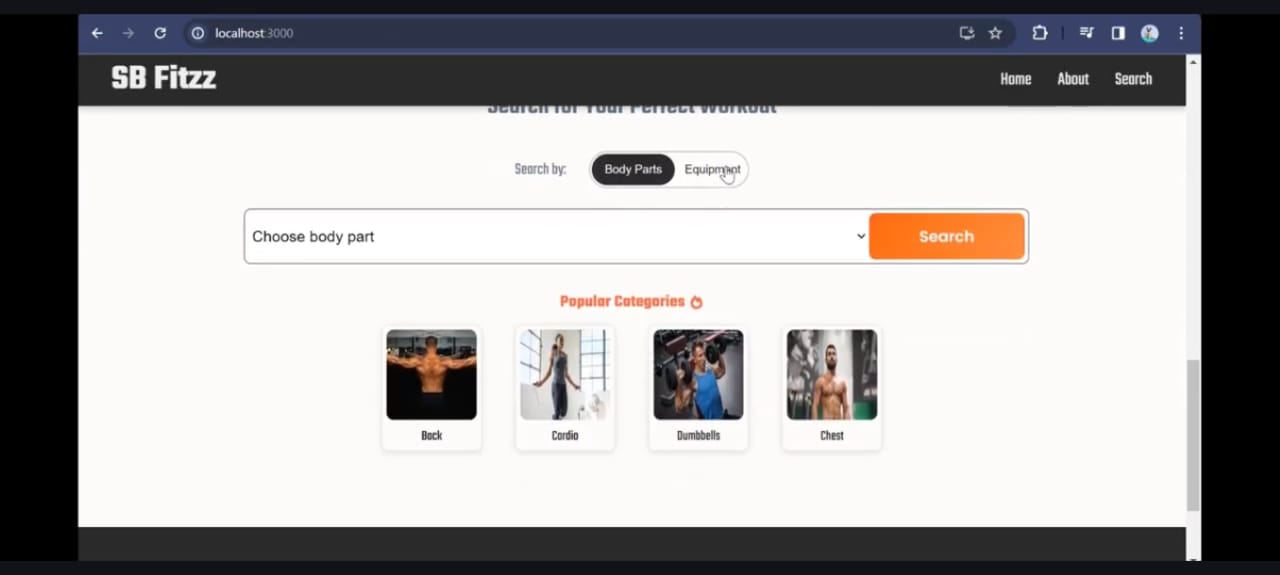 localhost:3000
SB Fitzz
Home About Search
Search for Your Perfect Workout
Search by: Body Parts Equipment
Choose body part Search
Popular Categories
Back Cardio Dumbbells Chest